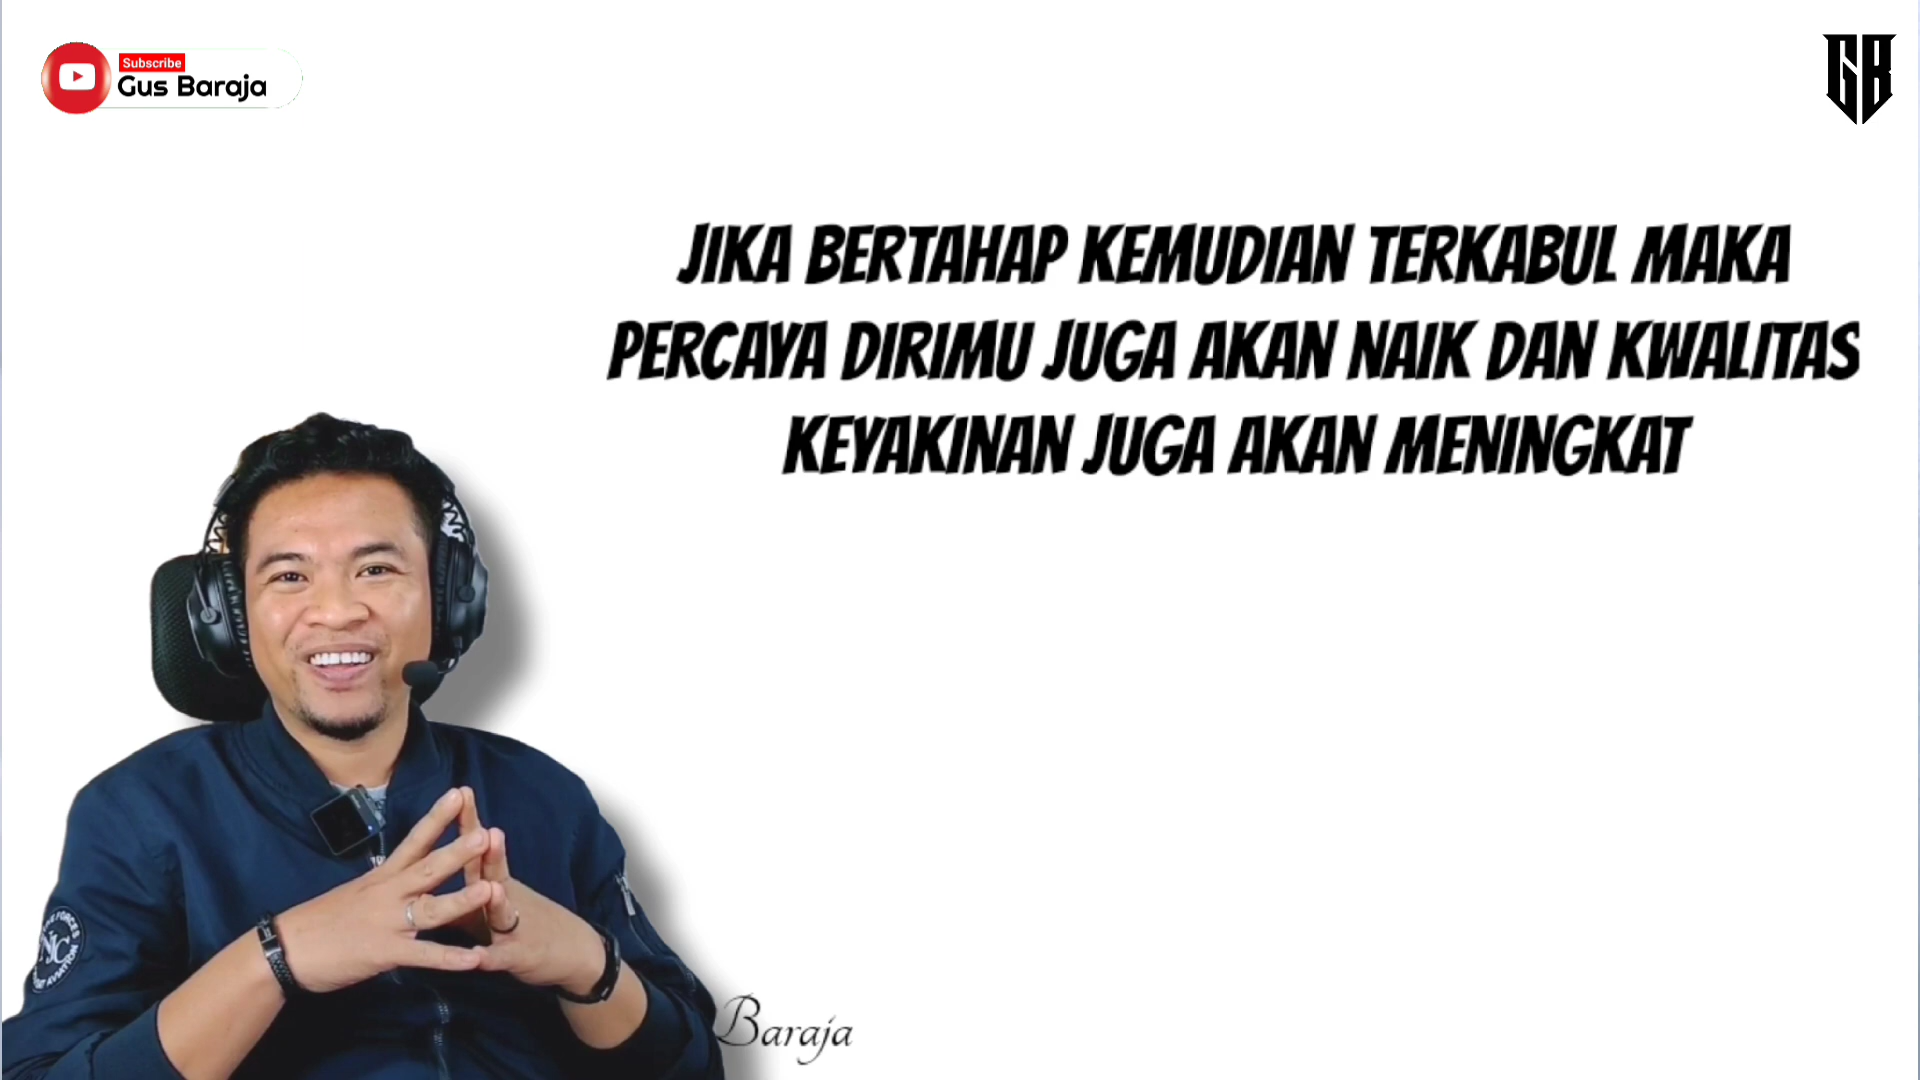 Subscribe
Gus Baraja
GB
JIKA BERTAHAP KEMUDIAN TERKABUL MAKA
PERCAYA DIRIMU JUGA AKAN NAIK DAN KWALITAS
KEYAKINAN JUGA AKAN MENINGKAT
NJC
Baraja